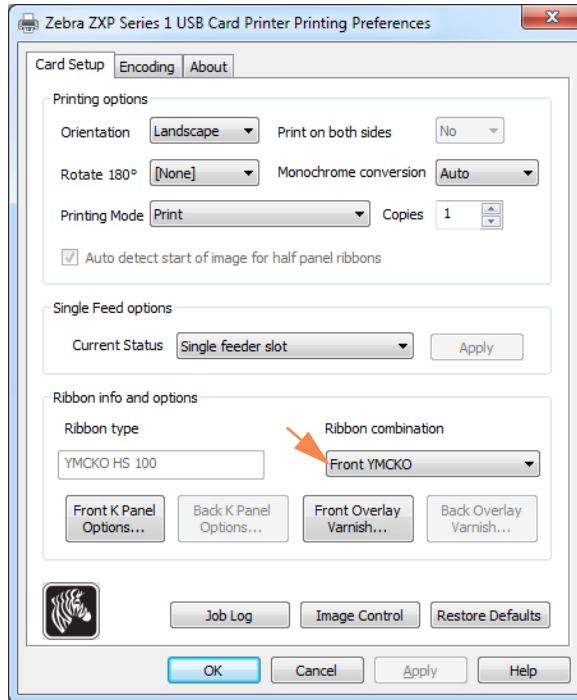 Zebra ZXP Series 1 USB Card Printer Printing Preferences
Card Setup Encoding About
Printing options
Orientation Landscape Print on both sides No
Rotate 180° [None] Monochrome conversion Auto
Printing Mode Print Copies 1
Auto detect start of image for half panel ribbons
Single Feed options
Current Status Single feeder slot Apply
Ribbon info and options
Ribbon type Ribbon combination
YMCKO HS 100 Front YMCKO
Front K Panel Back K Panel Front Overlay Back Overlay
Options... Options... Varnish... Varnish...
Job Log Image Control Restore Defaults
OK Cancel Apply Help